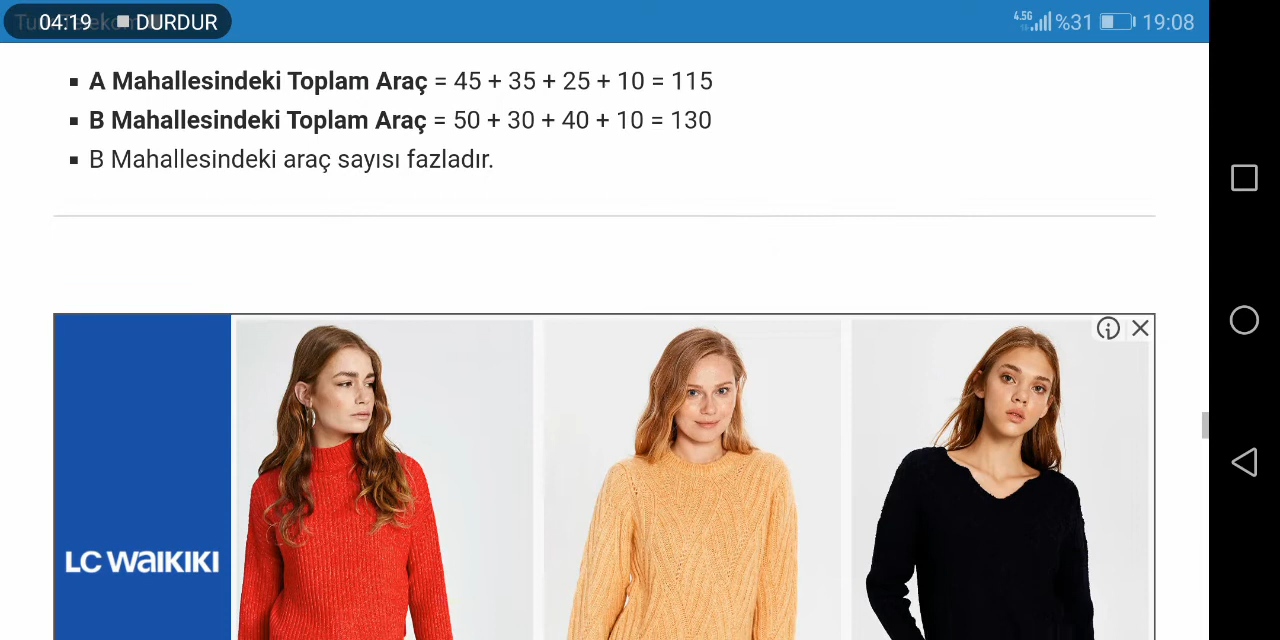 04:19 DURDUR
4.5G %31 19:08
▪ A Mahallesindeki Toplam Araç = 45 + 35 + 25 + 10 = 115
▪ B Mahallesindeki Toplam Araç = 50 + 30 + 40 + 10 = 130
▪ B Mahallesindeki araç sayısı fazladır.
LC WAIKIKI